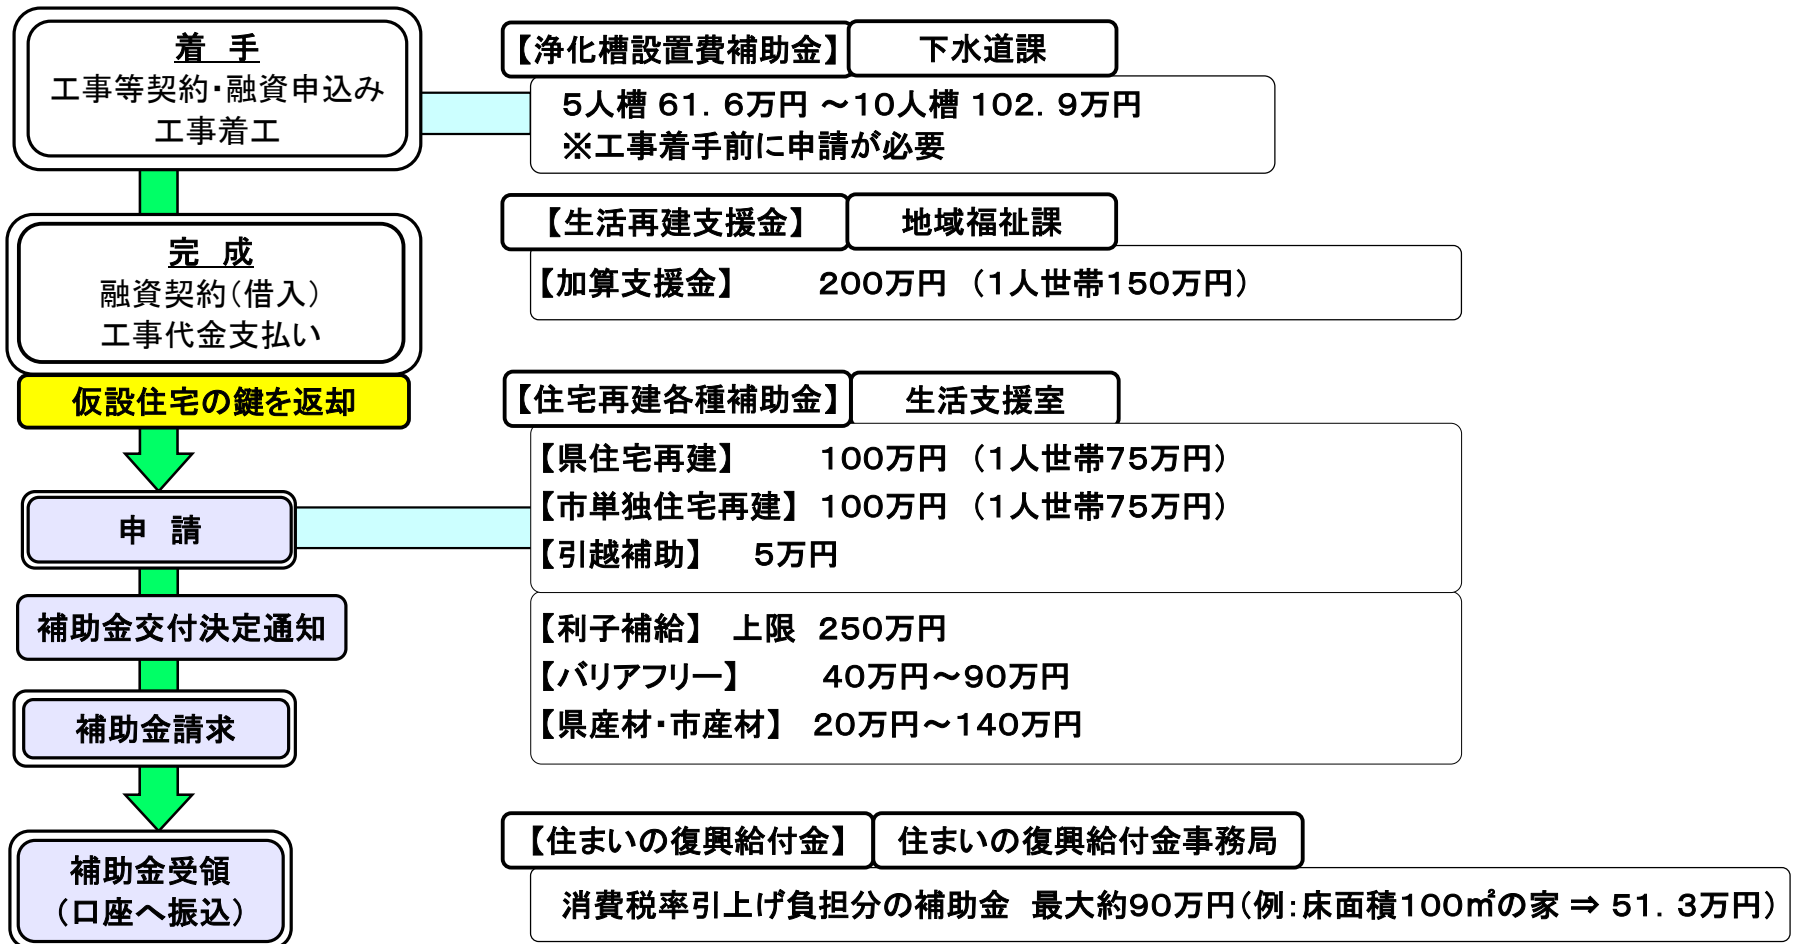 着　手
工事等契約・融資申込み
工事着工
完　成
融資契約（借入）
工事代金支払い
仮設住宅の鍵を返却
申　請
補助金交付決定通知
補助金請求
補助金受領
（口座へ振込）
【浄化槽設置費補助金】 下水道課
５人槽 ６１．６万円 ～１０人槽 １０２．９万円
※工事着手前に申請が必要
【生活再建支援金】 地域福祉課
【加算支援金】 ２００万円 （１人世帯１５０万円）
【住宅再建各種補助金】 生活支援室
【県住宅再建】 １００万円 （１人世帯７５万円）
【市単独住宅再建】 １００万円 （１人世帯７５万円）
【引越補助】 ５万円
【利子補給】 上限 ２５０万円
【バリアフリー】 ４０万円～９０万円
【県産材・市産材】 ２０万円～１４０万円
【住まいの復興給付金】 住まいの復興給付金事務局
消費税率引上げ負担分の補助金 最大約９０万円（例：床面積１００㎡の家 ⇒ ５１．３万円）